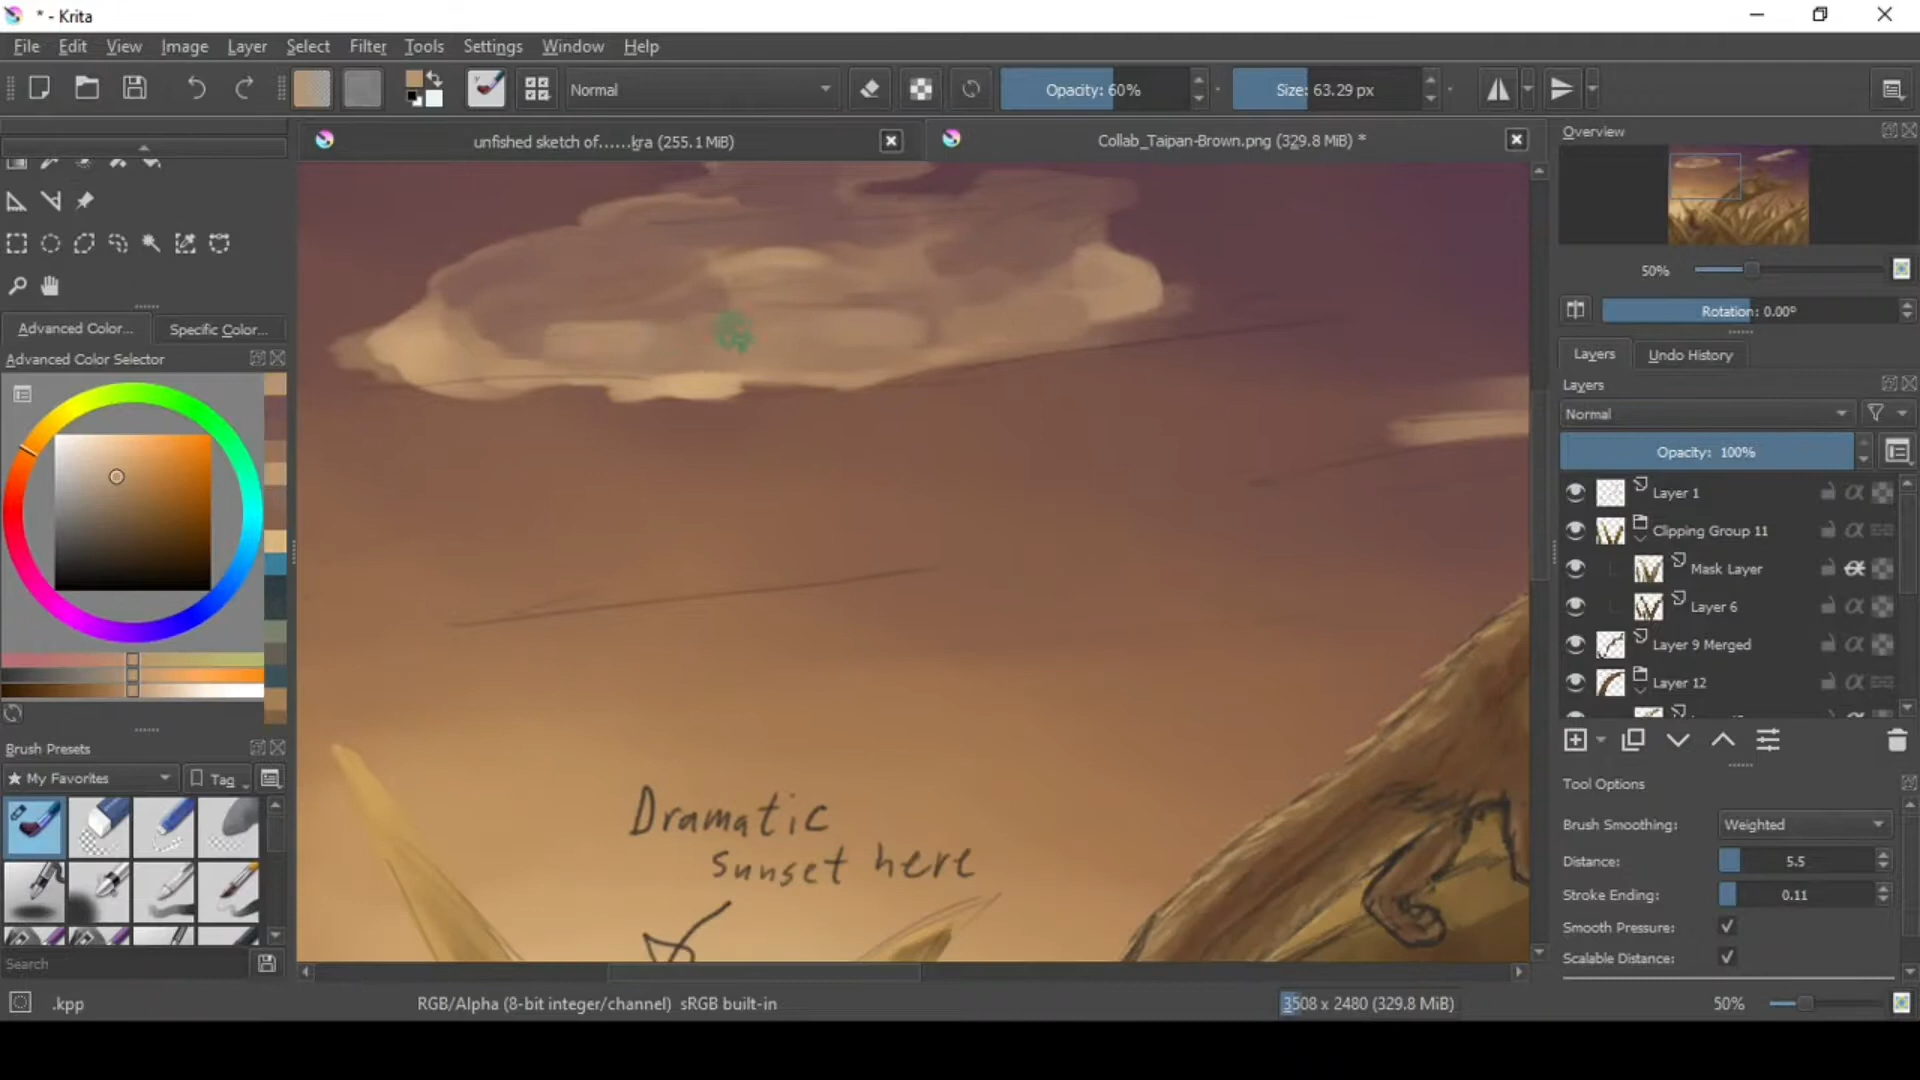 * - Krita
File Edit View Image Layer Select Filter Tools Settings Window Help
Normal Opacity: 60% Size: 63.29 px
unfished sketch of......kra (255.1 MiB) Collab_Taipan-Brown.png (329.8 MiB) *
Overview
50%
Rotation: 0.00°
Advanced Color... Specific Color...
Advanced Color Selector
Layers Undo History
Layers
Normal
Opacity: 100%
Layer 1
Clipping Group 11
Mask Layer
Layer 6
Layer 9 Merged
Layer 12
Brush Presets
My Favorites Tag
Search
Dramatic
sunset here
Tool Options
Brush Smoothing: Weighted
Distance: 5.5
Stroke Ending: 0.11
Smooth Pressure:
Scalable Distance:
.kpp RGB/Alpha (8-bit integer/channel) sRGB built-in 3508 x 2480 (329.8 MiB) 50%